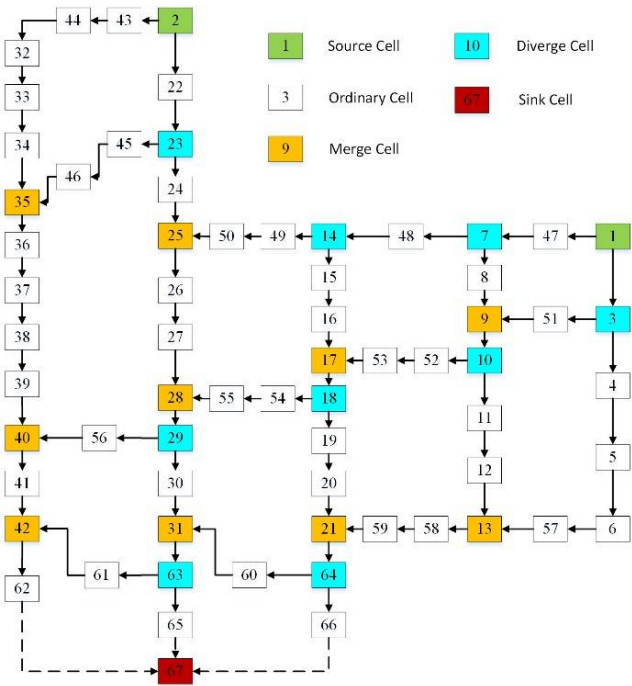 44 43 2
1 Source Cell 10 Diverge Cell
32
22
33
3 Ordinary Cell 67 Sink Cell
34 45 23
9 Merge Cell
46
24
35
36 25 50 49 14 48 7 47 1
15 8
37 26
16 9 51 3
38 27
17 53 52 10
39 4
28 55 54 18
11
40 56 29 19
5
12
41 30 20
42 31 21 59 58 13 57 6
61 63 60 64
62
65 66
67